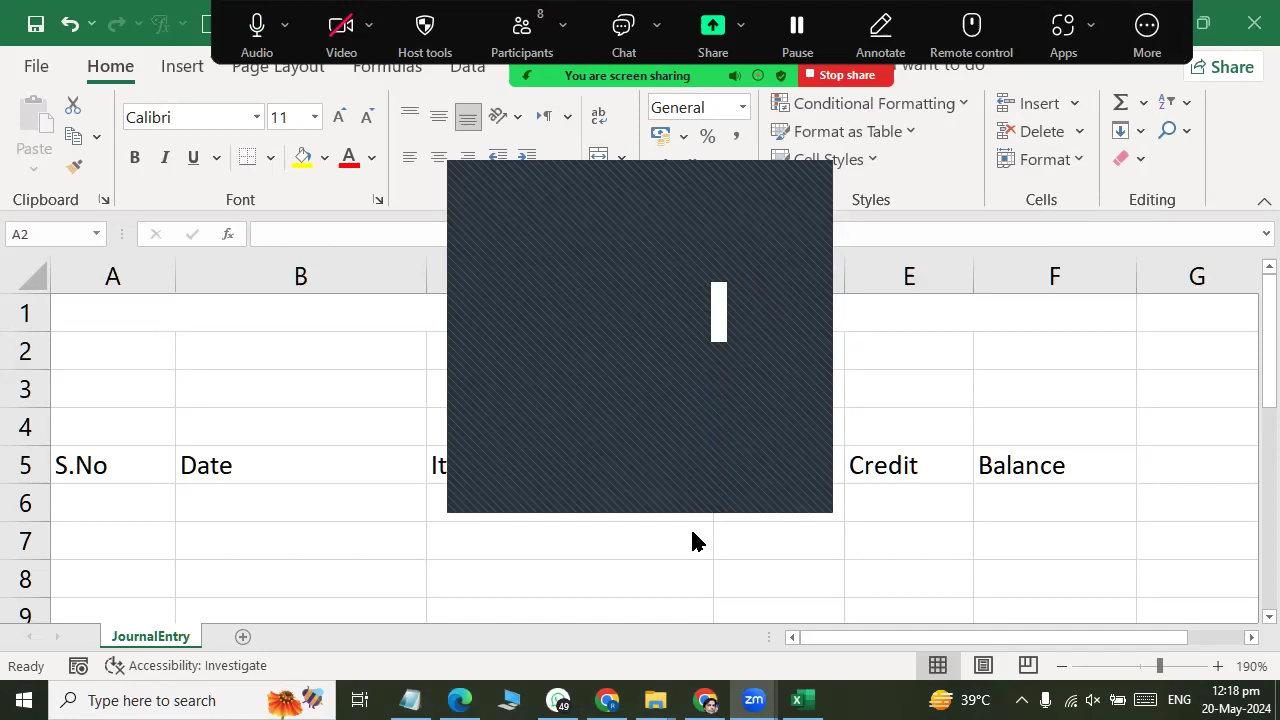 8
Audio Video Host tools Participants Chat Share Pause Annotate Remote control Apps More
You are screen sharing Stop share
File Home Insert Page Layout Formulas Data want to do Share
Calibri 11 General Conditional Formatting Insert
Paste B I U A % Format as Table Delete
Cell Styles Format
Clipboard Font Styles Cells Editing
A2 fx
A B E F G
1
2
3
4
5 S.No Date It Credit Balance
6
7
8
9
JournalEntry
Ready Accessibility: Investigate 190%
Type here to search 49 zm 39°C ENG 12:18 pm
20-May-2024